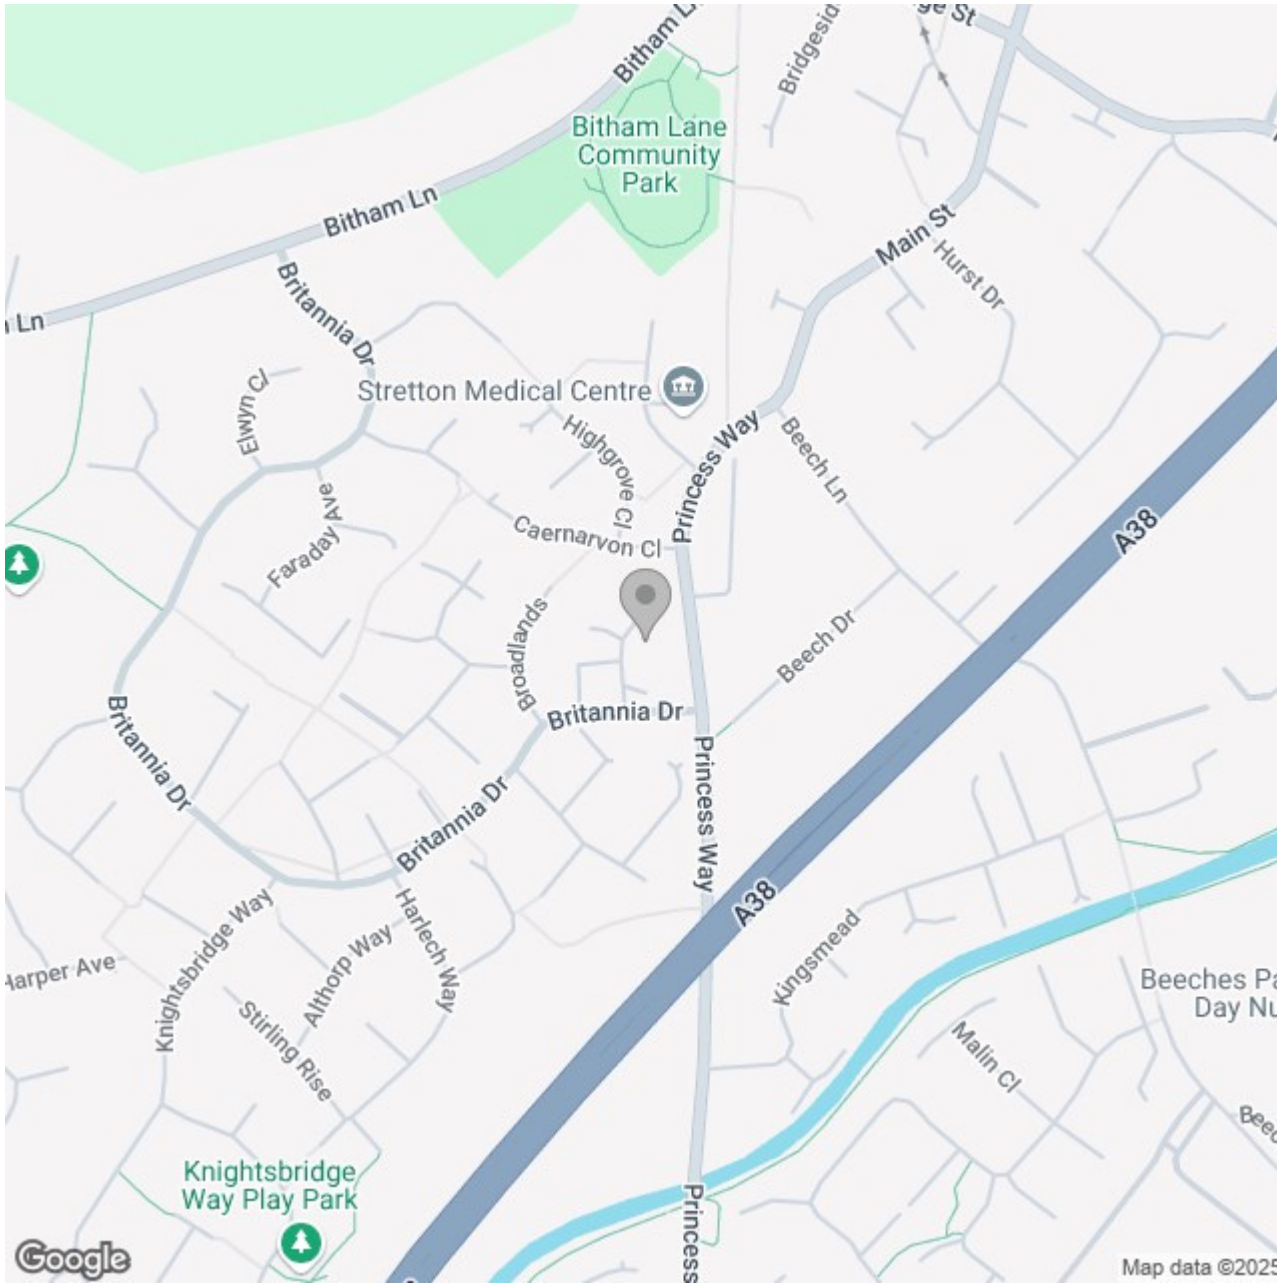 Bitham Ln
ge St
Bridgesid
Bitham Lane
Community
Park
Bitham Ln
Main St
Hurst Dr
Britannia Dr
n Ln
Elwyn Cl
Stretton Medical Centre
Highgrove Cl
Princess Way
Beech Ln
Faraday Ave
Caernarvon Cl
A38
Broadlands
Beech Dr
Britannia Dr
Britannia Dr
Princess Way
Britannia Dr
A38
Knightsbridge Way
Harlech Way
Althorp Way
Harper Ave
Kingsmead
Beeches Pa
Day Nu
Stirling Rise
Malin Cl
Beec
Knightsbridge
Way Play Park
Princess
Google
Map data ©2025